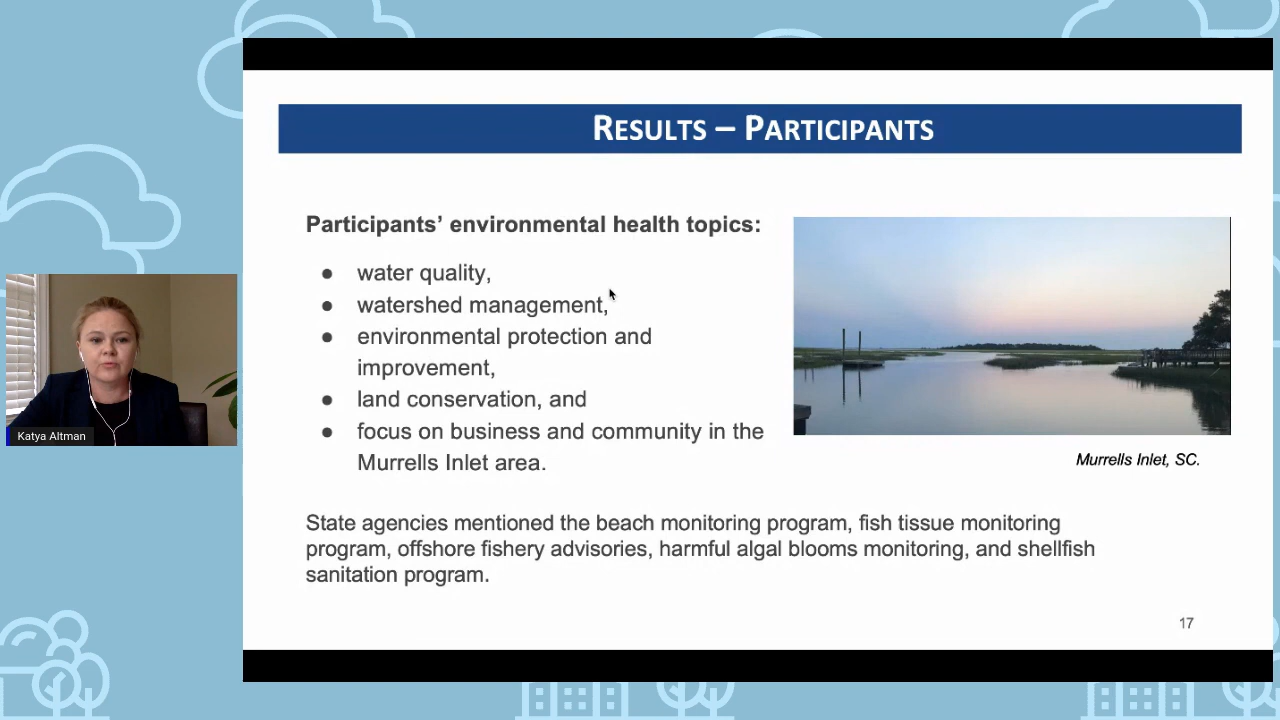 RESULTS – PARTICIPANTS
Participants’ environmental health topics:
● water quality,
● watershed management,
● environmental protection and
improvement,
● land conservation, and
● focus on business and community in the
Murrells Inlet area.
Murrells Inlet, SC.
State agencies mentioned the beach monitoring program, fish tissue monitoring
program, offshore fishery advisories, harmful algal blooms monitoring, and shellfish
sanitation program.
17
Katya Altman